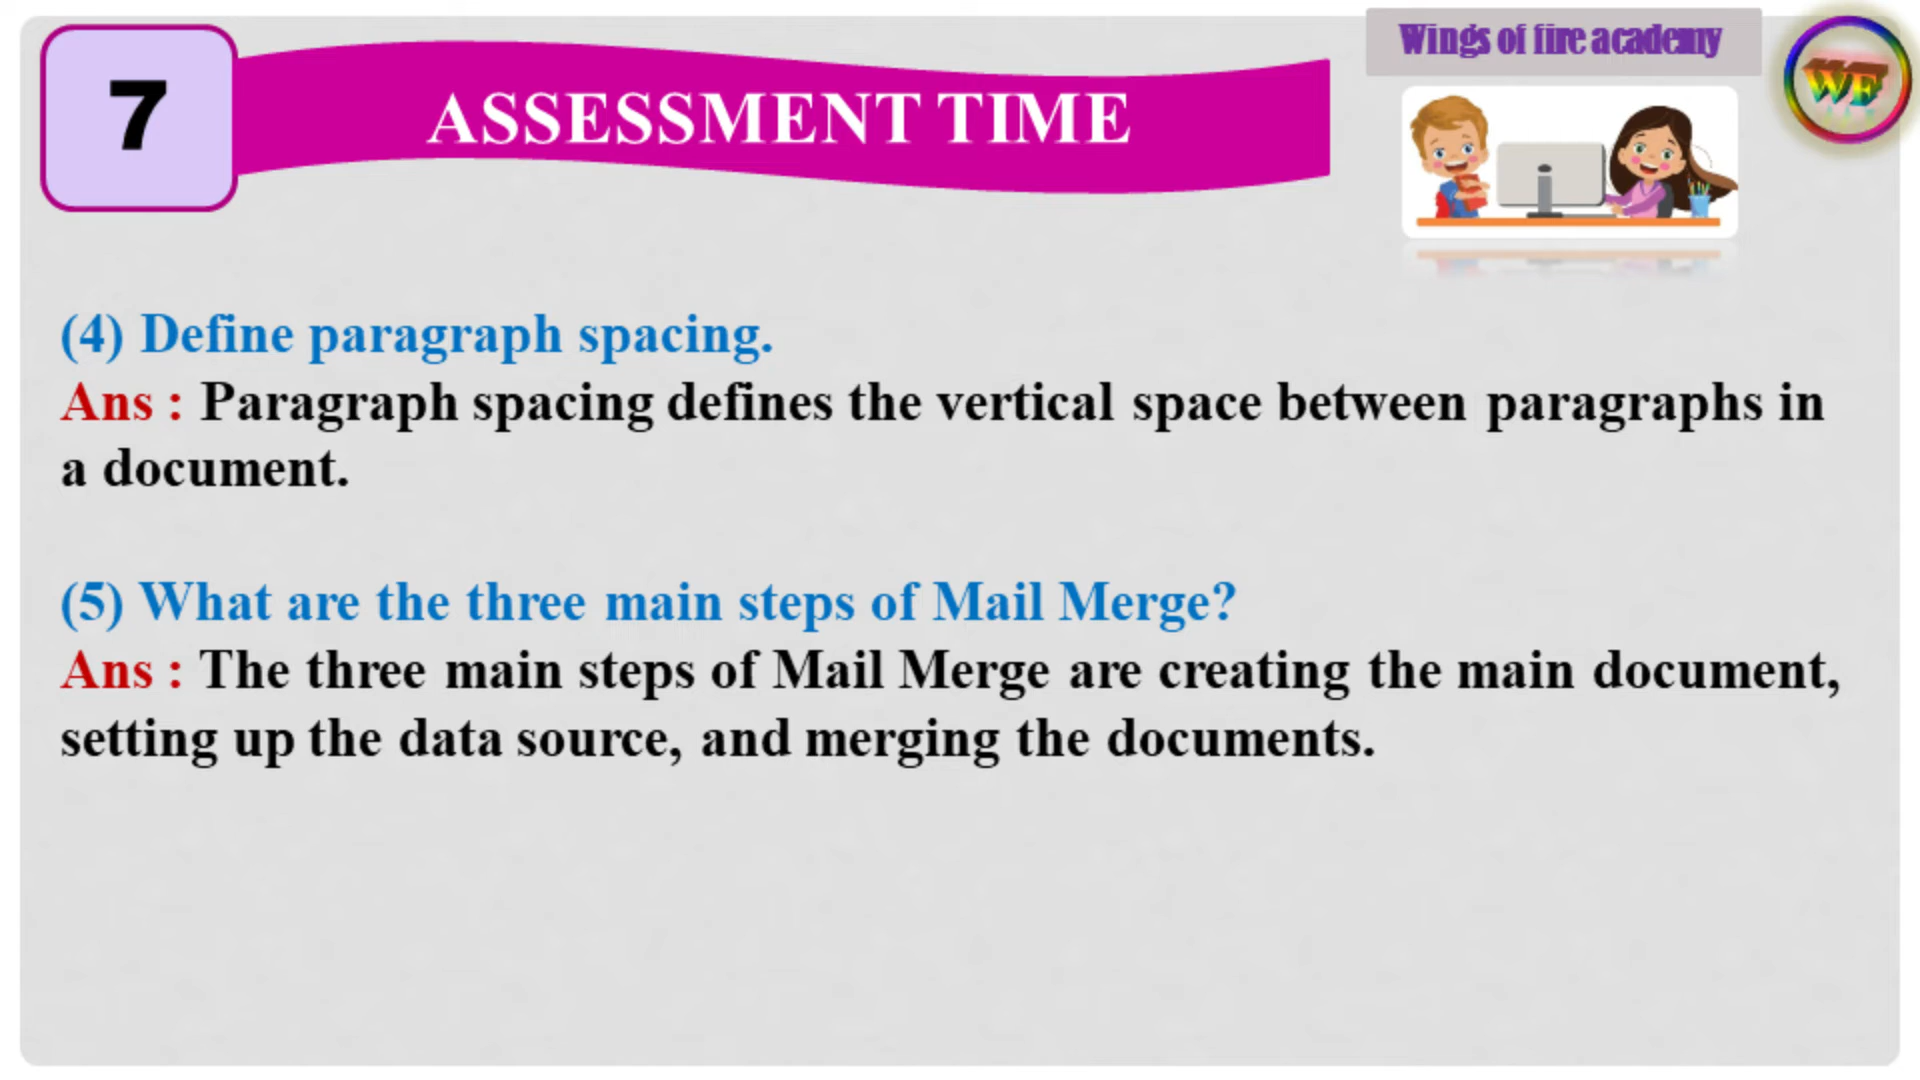 7
ASSESSMENT TIME
Wings of fire academy
WF
(4) Define paragraph spacing.
Ans : Paragraph spacing defines the vertical space between paragraphs in
a document.
(5) What are the three main steps of Mail Merge?
Ans : The three main steps of Mail Merge are creating the main document,
setting up the data source, and merging the documents.